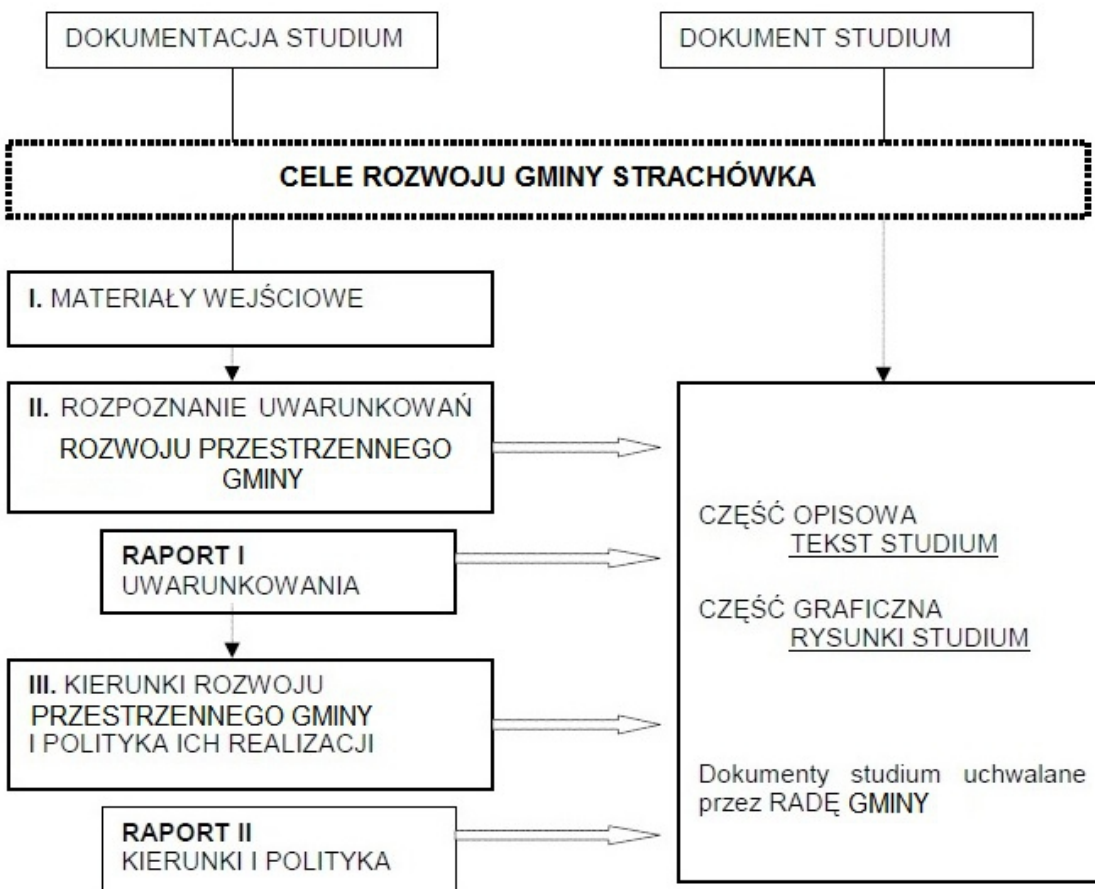 DOKUMENTACJA STUDIUM
DOKUMENT STUDIUM
CELE ROZWOJU GMINY STRACHÓWKA
I. MATERIAŁY WEJŚCIOWE
II. ROZPOZNANIE UWARUNKOWAŃ
ROZWOJU PRZESTRZENNEGO
GMINY
RAPORT I
UWARUNKOWANIA
III. KIERUNKI ROZWOJU
PRZESTRZENNEGO GMINY
I POLITYKA ICH REALIZACJI
RAPORT II
KIERUNKI I POLITYKA
CZĘŚĆ OPISOWA
TEKST STUDIUM
CZĘŚĆ GRAFICZNA
RYSUNKI STUDIUM
Dokumenty studium uchwalane
przez RADĘ GMINY